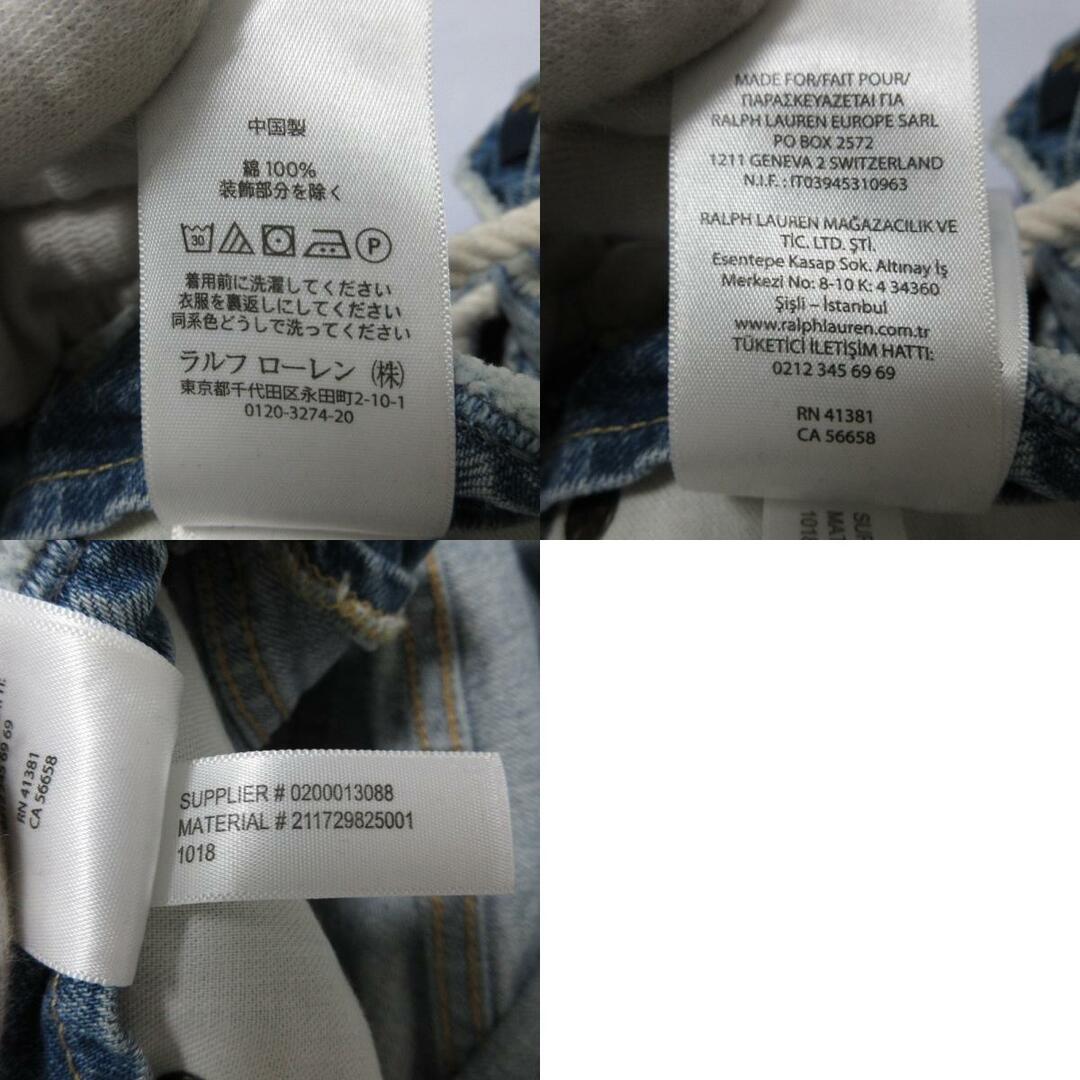 中国製
綿 100%
装飾部分を除く
30
P
着用前に洗濯してください
衣服を裏返しにしてください
同系色どうしで洗ってください
ラルフ ローレン (株)
東京都千代田区永田町2-10-1
0120-3274-20
MADE FOR/FAIT POUR/
ΠΑΡΑΣΚΕΥΑΖΕΤΑΙ ΓΙΑ
RALPH LAUREN EUROPE SARL
PO BOX 2572
1211 GENEVA 2 SWITZERLAND
N.I.F. : IT03945310963
RALPH LAUREN MAĞAZACILIK VE
TİC. LTD. ŞTİ.
Esentepe Kasap Sok. Altınay İş
Merkezi No: 8-10 K: 4 34360
Şişli – İstanbul
www.ralphlauren.com.tr
TÜKETİCİ İLETİŞİM HATTI:
0212 345 69 69
RN 41381
CA 56658
SUP
MA
101
69 69
RN 41381
CA 56658
SUPPLIER # 0200013088
MATERIAL # 211729825001
1018